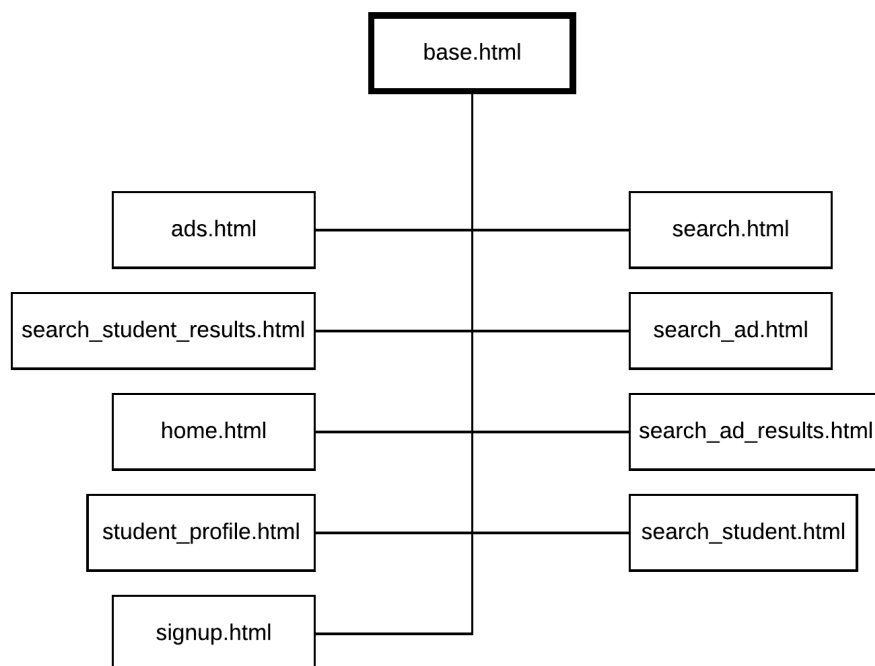 base.html
ads.html
search.html
search_student_results.html
search_ad.html
home.html
search_ad_results.html
student_profile.html
search_student.html
signup.html